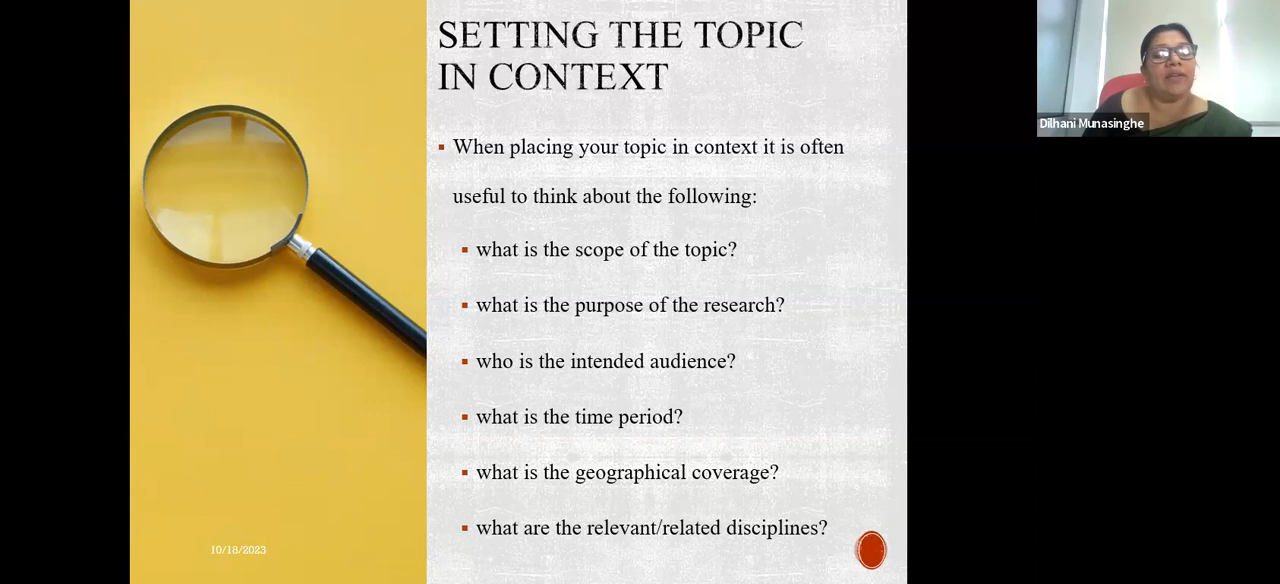 SETTING THE TOPIC
IN CONTEXT
When placing your topic in context it is often
useful to think about the following:
what is the scope of the topic?
what is the purpose of the research?
who is the intended audience?
what is the time period?
what is the geographical coverage?
what are the relevant/related disciplines?
10/18/2023
Dilhani Munasinghe